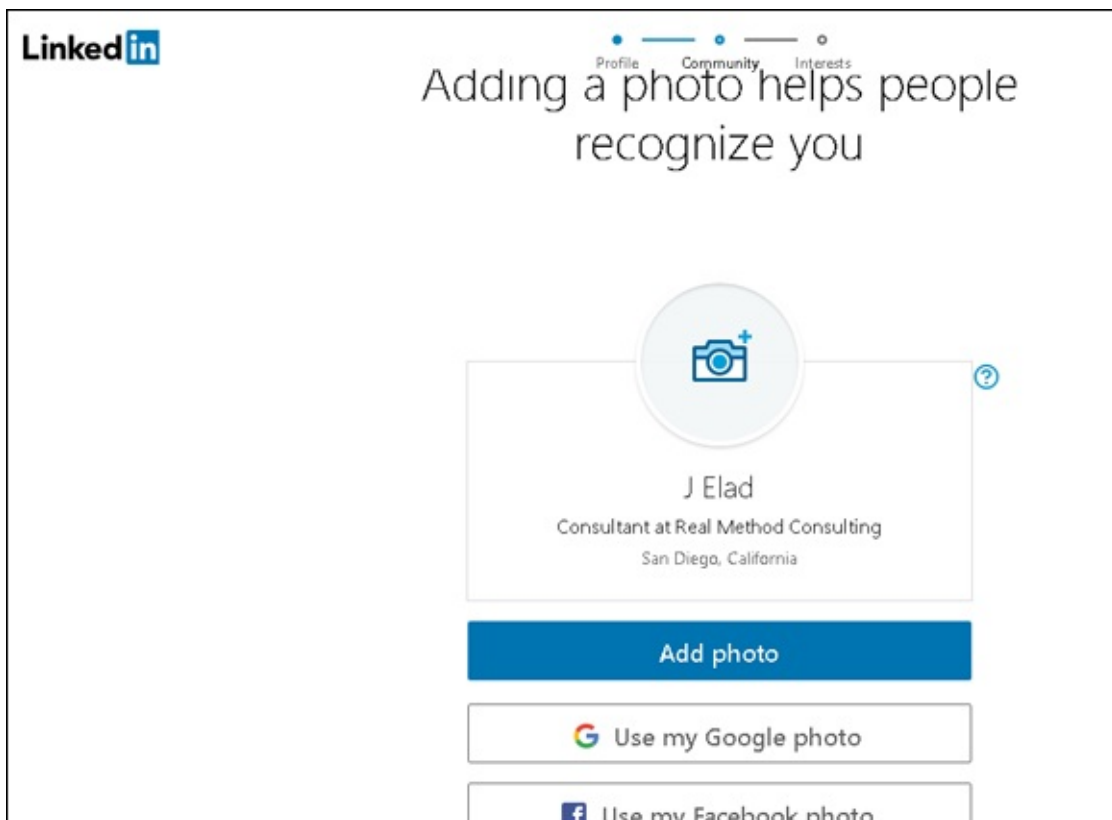 Linked in
Profile Community Interests
Adding a photo helps people
recognize you
?
J Elad
Consultant at Real Method Consulting
San Diego, California
Add photo
G Use my Google photo
f Use my Facebook photo